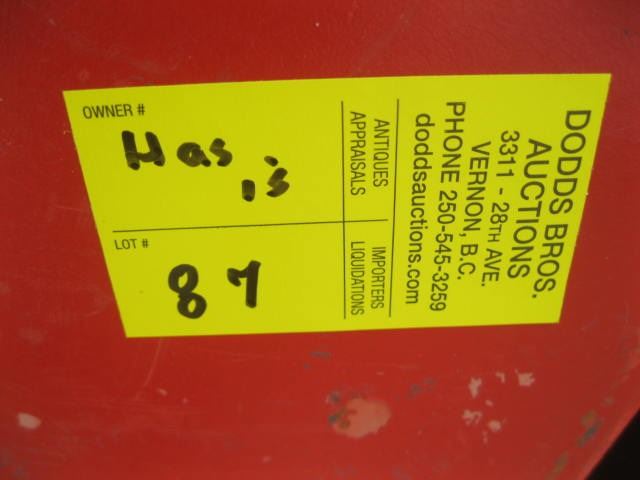 DODDS BROS.
AUCTIONS
3311 - 28TH AVE.
VERNON, B.C.
PHONE 250-545-3259
doddsauctions.com
ANTIQUES
APPRAISALS
IMPORTERS
LIQUIDATIONS
OWNER #
Has
LOT #
87